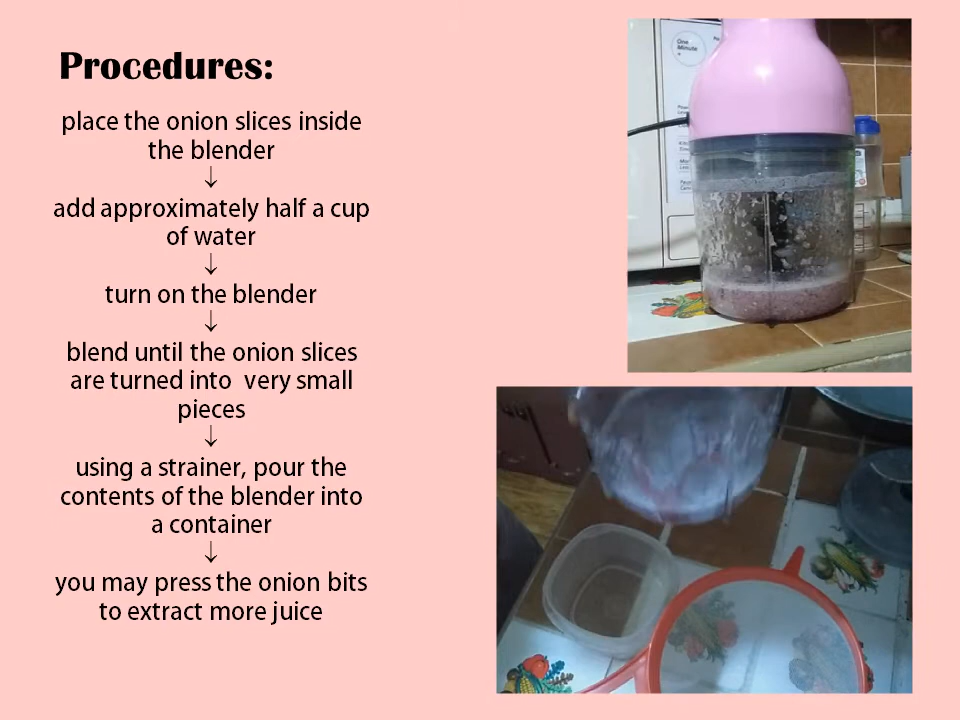 Procedures:
place the onion slices inside
the blender
↓
add approximately half a cup
of water
↓
turn on the blender
↓
blend until the onion slices
are turned into  very small
pieces
↓
using a strainer, pour the
contents of the blender into
a container
↓
you may press the onion bits
to extract more juice
One
Minute